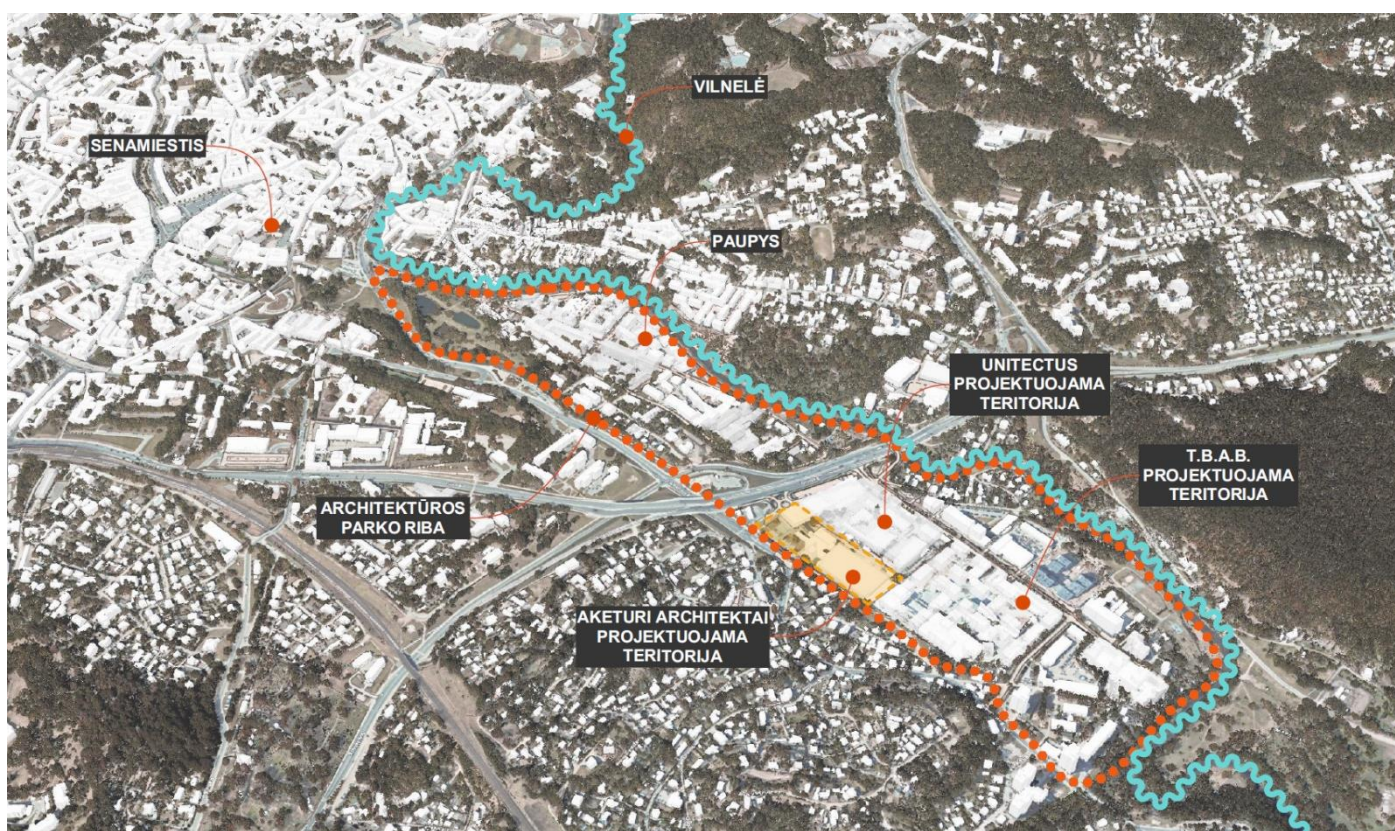 VILNELĖ
SENAMIESTIS
PAUPYS
UNITECTUS
PROJEKTUOJAMA
TERITORIJA
T.B.A.B.
PROJEKTUOJAMA
TERITORIJA
ARCHITEKTŪROS
PARKO RIBA
AKETURI ARCHITEKTAI
PROJEKTUOJAMA
TERITORIJA